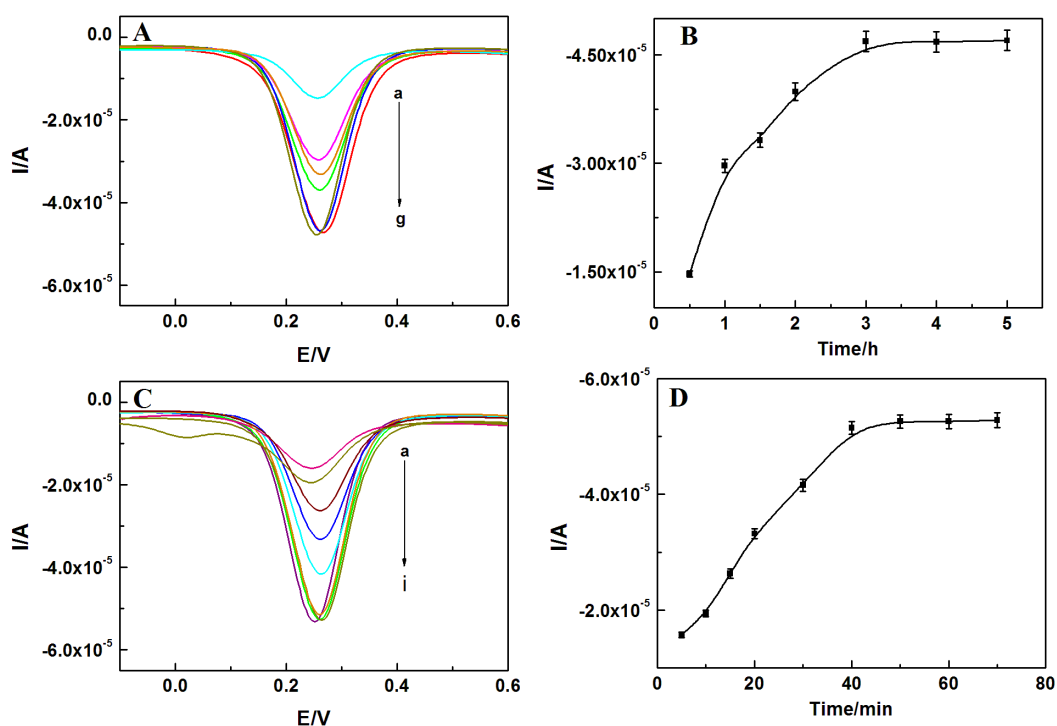 A
I/A
0.0
-2.0x10⁻⁵
-4.0x10⁻⁵
-6.0x10⁻⁵
a
g
0.0 0.2 0.4 0.6
E/V
B
I/A
-4.50x10⁻⁵
-3.00x10⁻⁵
-1.50x10⁻⁵
0 1 2 3 4 5
Time/h
C
I/A
0.0
-2.0x10⁻⁵
-4.0x10⁻⁵
-6.0x10⁻⁵
a
i
0.0 0.2 0.4 0.6
E/V
D
I/A
-6.0x10⁻⁵
-4.0x10⁻⁵
-2.0x10⁻⁵
0 20 40 60 80
Time/min